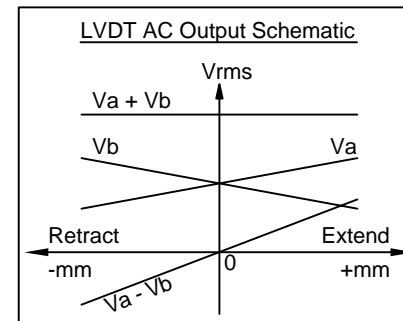 LVDT AC Output Schematic
Vrms
Va + Vb
Vb
Va
Retract
Extend
-mm
0
+mm
Va - Vb